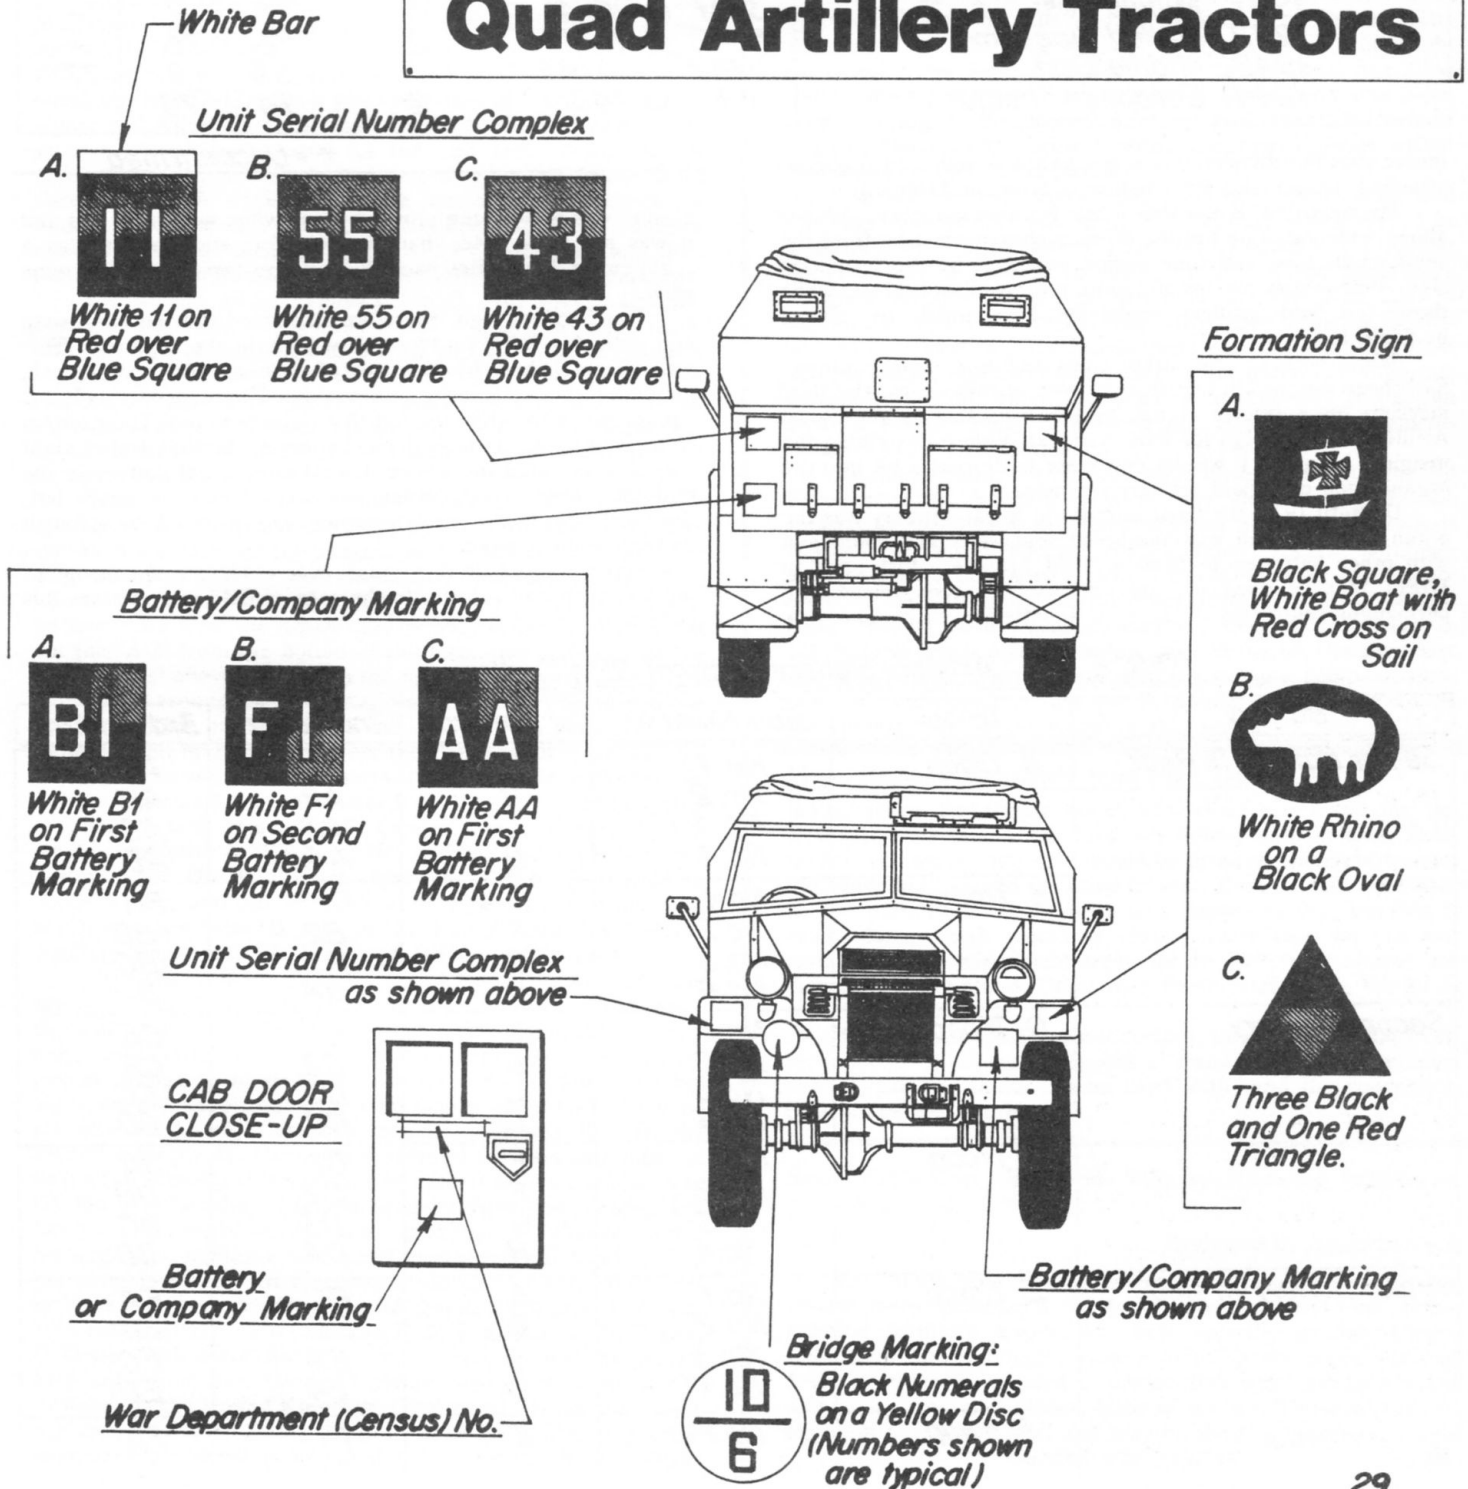 Quad Artillery Tractors
White Bar
Unit Serial Number Complex
A.
11
White 11 on
Red over
Blue Square
B.
55
White 55 on
Red over
Blue Square
C.
43
White 43 on
Red over
Blue Square
Battery/Company Marking
A.
B1
White B1
on First
Battery
Marking
B.
F1
White F1
on Second
Battery
Marking
C.
AA
White AA
on First
Battery
Marking
Formation Sign
A.
Black Square,
White Boat with
Red Cross on
Sail
B.
White Rhino
on a
Black Oval
C.
Three Black
and One Red
Triangle.
Unit Serial Number Complex
as shown above
CAB DOOR
CLOSE-UP
Battery
or Company Marking
War Department (Census) No.
Battery/Company Marking
as shown above
Bridge Marking:
Black Numerals
on a Yellow Disc
(Numbers shown
are typical)
10
6
29